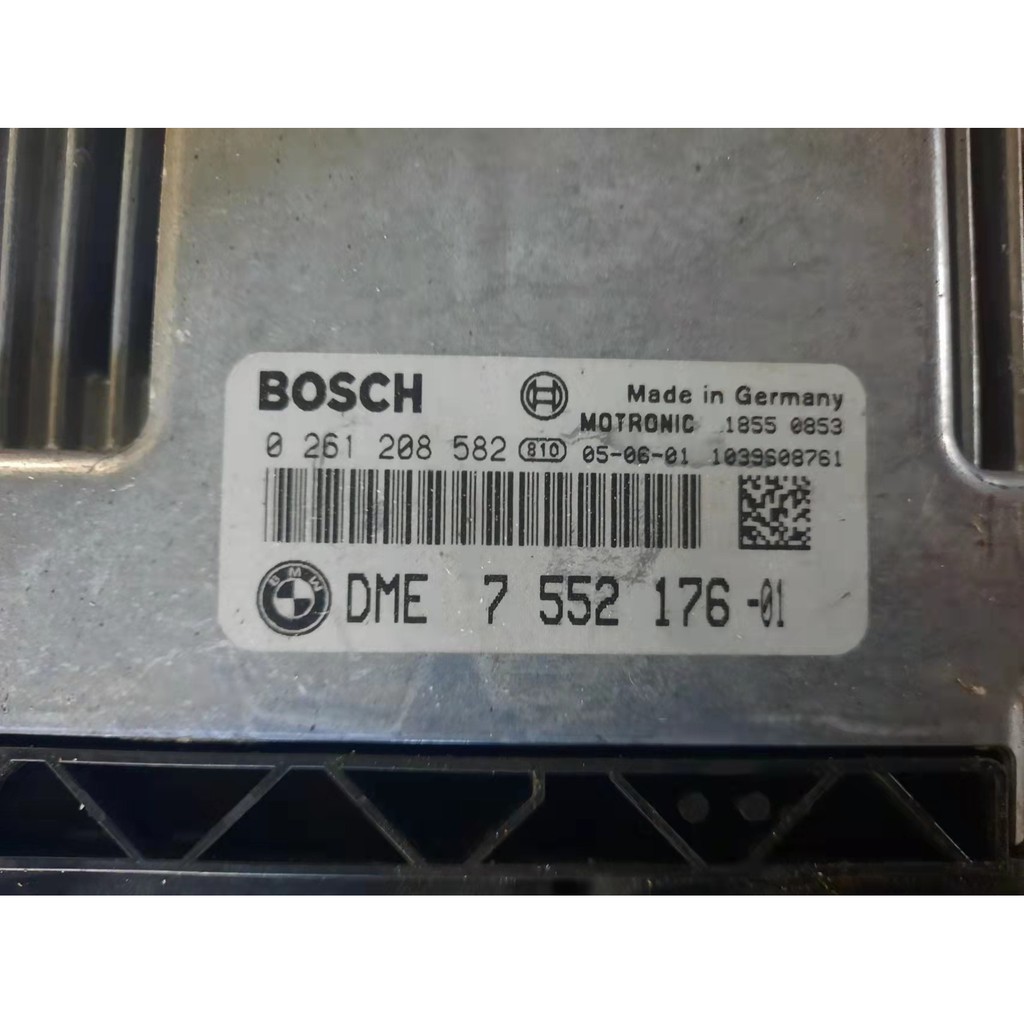 BOSCH
Made in Germany
MOTRONIC 1855 0853
0 261 208 582 810 05-06-01 1039608761
BMW DME 7 552 176-01